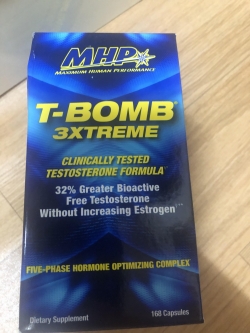 MHP
MAXIMUM HUMAN PERFORMANCE
T-BOMB®
3XTREME
CLINICALLY TESTED
TESTOSTERONE FORMULA*
32% Greater Bioactive
Free Testosterone
Without Increasing Estrogen***
FIVE-PHASE HORMONE OPTIMIZING COMPLEX
Dietary Supplement
168 Capsules